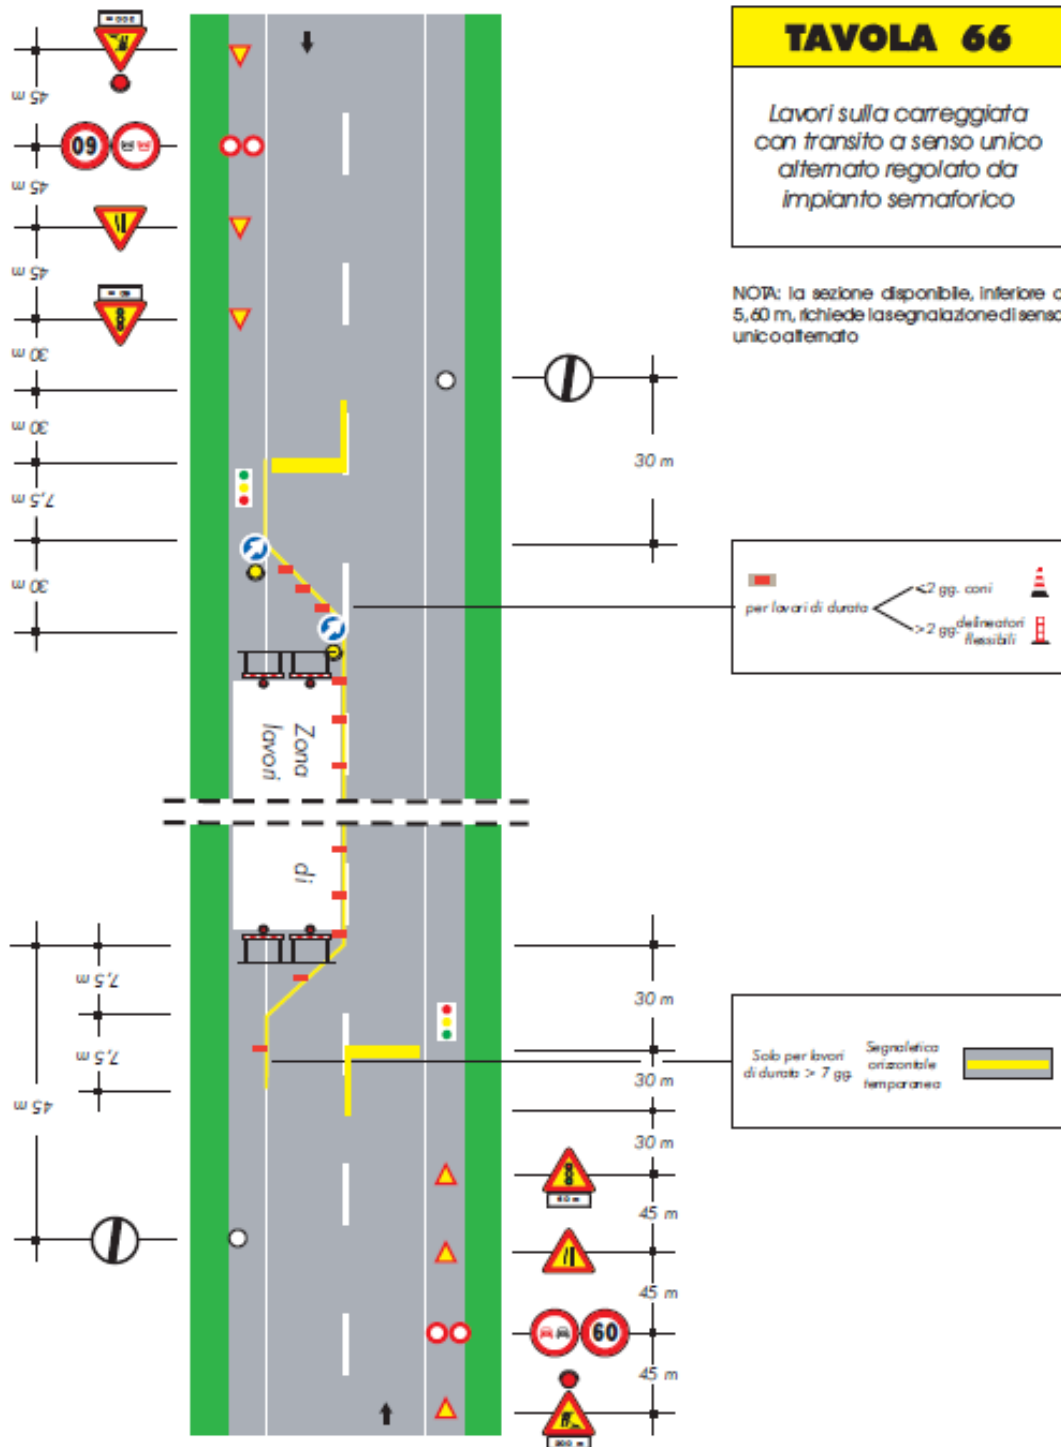 TAVOLA 66
Lavori sulla carreggiata
con transito a senso unico
alternato regolato da
impianto semaforico
NOTA: la sezione disponibile, inferiore a
5,60 m, richiede la segnalazione di senso
unico alternato
45 m
60
45 m
45 m
30 m
30 m
7,5 m
30 m
30 m
per lavori di durata
<2 gg. coni
>2 gg. delineatori
flessibili
Zona
lavori
di
7,5 m
7,5 m
45 m
30 m
30 m
30 m
Solo per lavori
di durata > 7 gg.
Segnaletica
orizzontale
temporanea
60 m
45 m
45 m
60
45 m